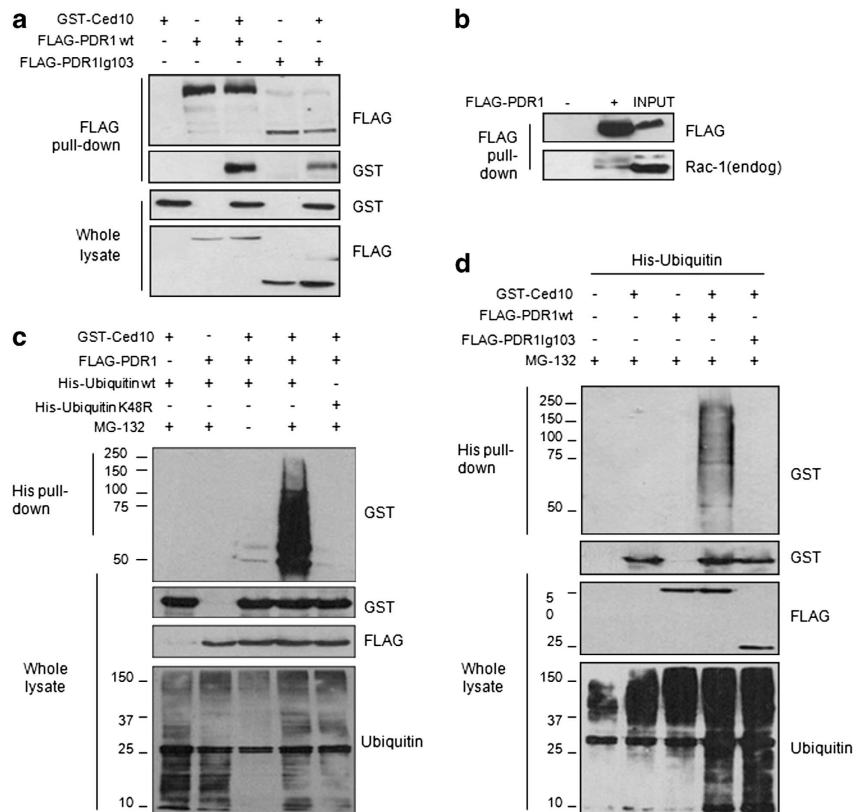 a
GST-Ced10 + - + - +
FLAG-PDR1 wt - + + - -
FLAG-PDR1lg103 - - - + +
FLAG pull-down
FLAG
GST
Whole lysate
GST
FLAG
b
FLAG-PDR1 - + INPUT
FLAG pull-down
FLAG
Rac-1(endog)
c
GST-Ced10 + - + + +
FLAG-PDR1 - + + + +
His-Ubiquitin wt + + + + -
His-Ubiquitin K48R - - - - +
MG-132 + + - + +
His pull-down
250
150
100
75
50
GST
Whole lysate
GST
FLAG
150
37
25
10
Ubiquitin
d
His-Ubiquitin
GST-Ced10 - + - + +
FLAG-PDR1wt - - + + -
FLAG-PDR1lg103 - - - - +
MG-132 + + + + +
His pull-down
250
150
100
75
50
GST
Whole lysate
GST
5
0
25
FLAG
150
37
25
10
Ubiquitin